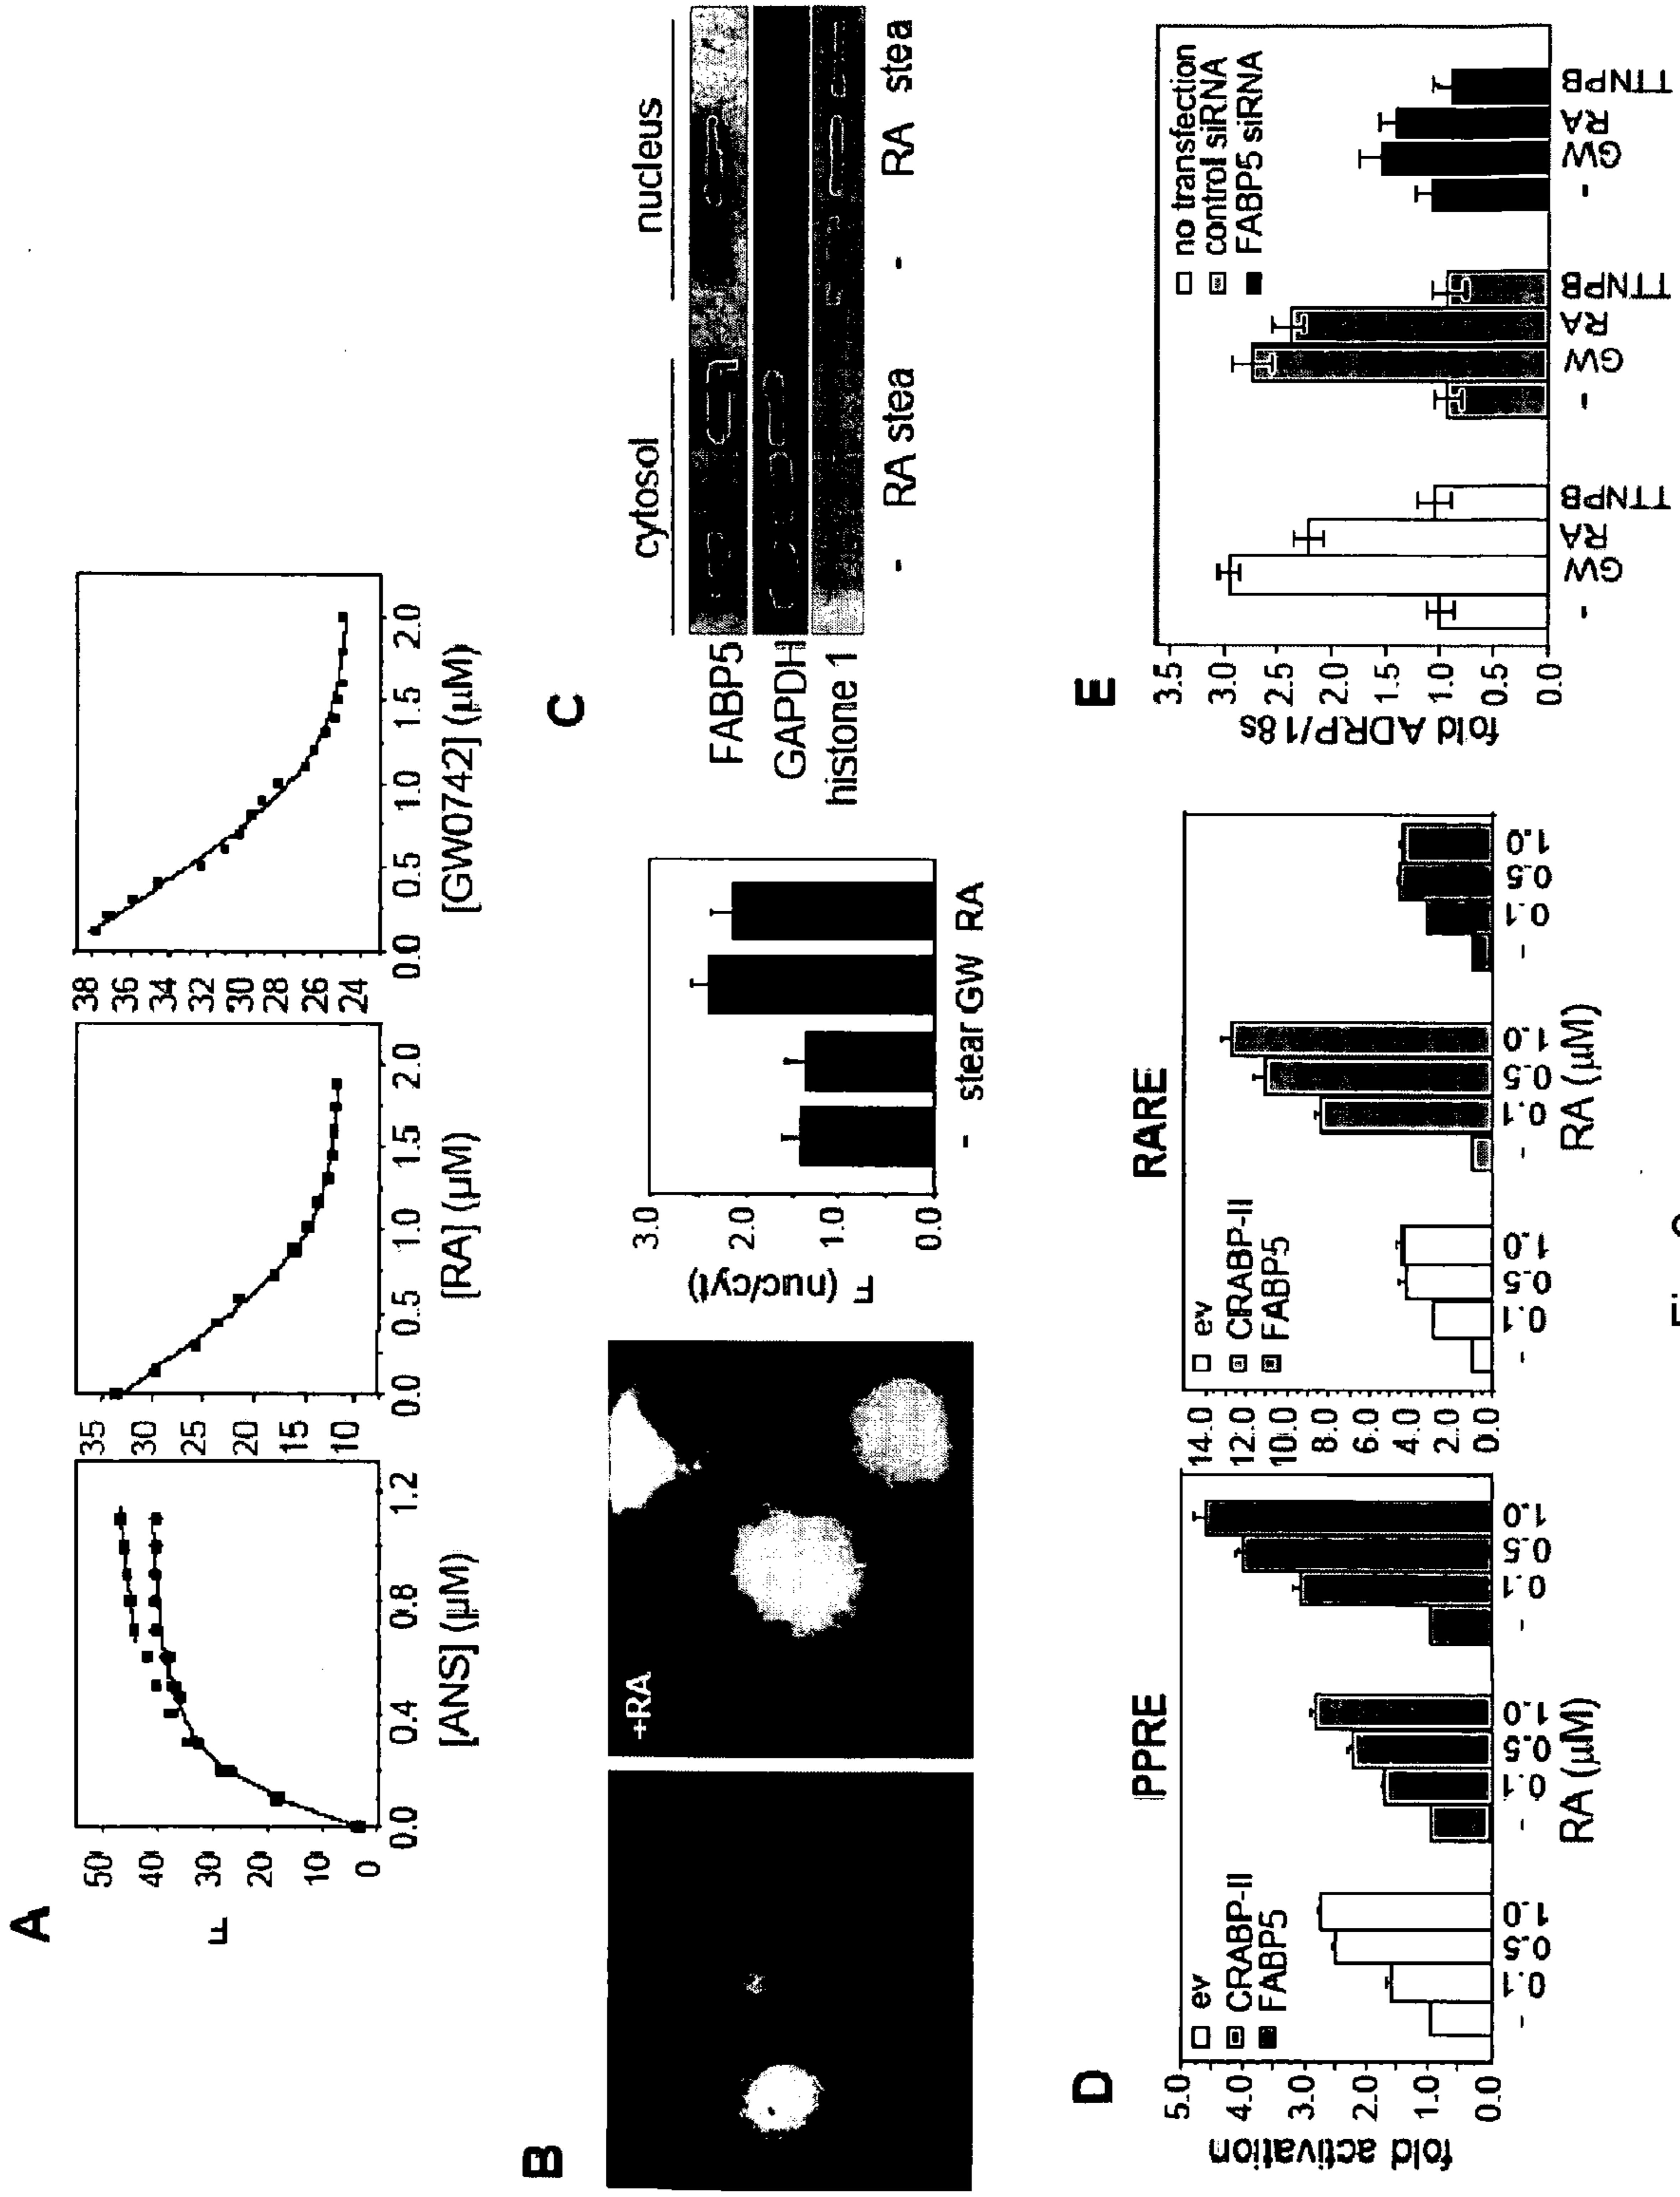 A
F
50
40
30
20
10
0
0.0 0.4 0.8 1.2
[ANS] (µM)
35
30
25
20
15
10
0.0 0.5 1.0 1.5 2.0
[RA] (µM)
38
36
34
32
30
28
26
24
0.0 0.5 1.0 1.5 2.0
[GW0742] (µM)
B
+RA
F (nuc/cyt)
3.0
2.0
1.0
0.0
- stear GW RA
C
cytosol nucleus
FABP5
GAPDH
histone 1
- RA stea - RA stea
D
PPRE
fold activation
5.0
4.0
3.0
2.0
1.0
0.0
ev
CRABP-II
FABP5
- 0.1 0.5 1.0 - 0.1 0.5 1.0 - 0.1 0.5 1.0
RA (µM)
RARE
14.0
12.0
10.0
8.0
6.0
4.0
2.0
0.0
ev
CRABP-II
FABP5
- 0.1 0.5 1.0 - 0.1 0.5 1.0 - 0.1 0.5 1.0
RA (µM)
E
fold ADRP/18s
3.5
3.0
2.5
2.0
1.5
1.0
0.5
0.0
no transfection
control siRNA
FABP5 siRNA
- GW RA TTNPB - GW RA TTNPB - GW RA TTNPB